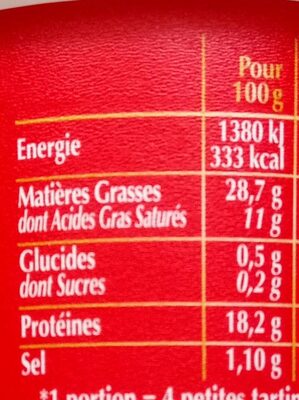 Pour
100 g
Energie 1380 kJ
333 kcal
Matières Grasses 28,7 g
dont Acides Gras Saturés 11 g
Glucides 0,5 g
dont Sucres 0,2 g
Protéines 18,2 g
Sel 1,10 g
*1 portion = 4 petites